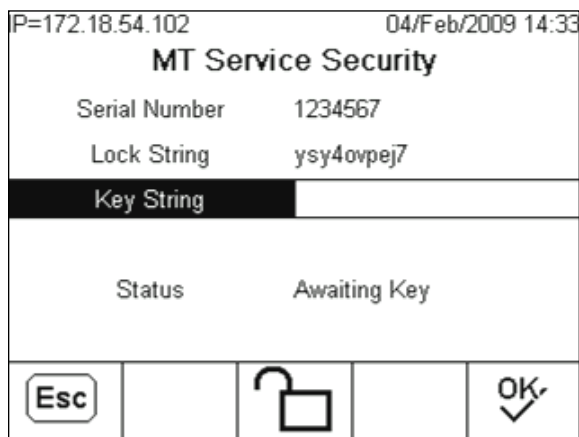 IP=172.18.54.102 04/Feb/2009 14:33
MT Service Security
Serial Number 1234567
Lock String ysy4ovpej7
Key String
Status Awaiting Key
Esc OK